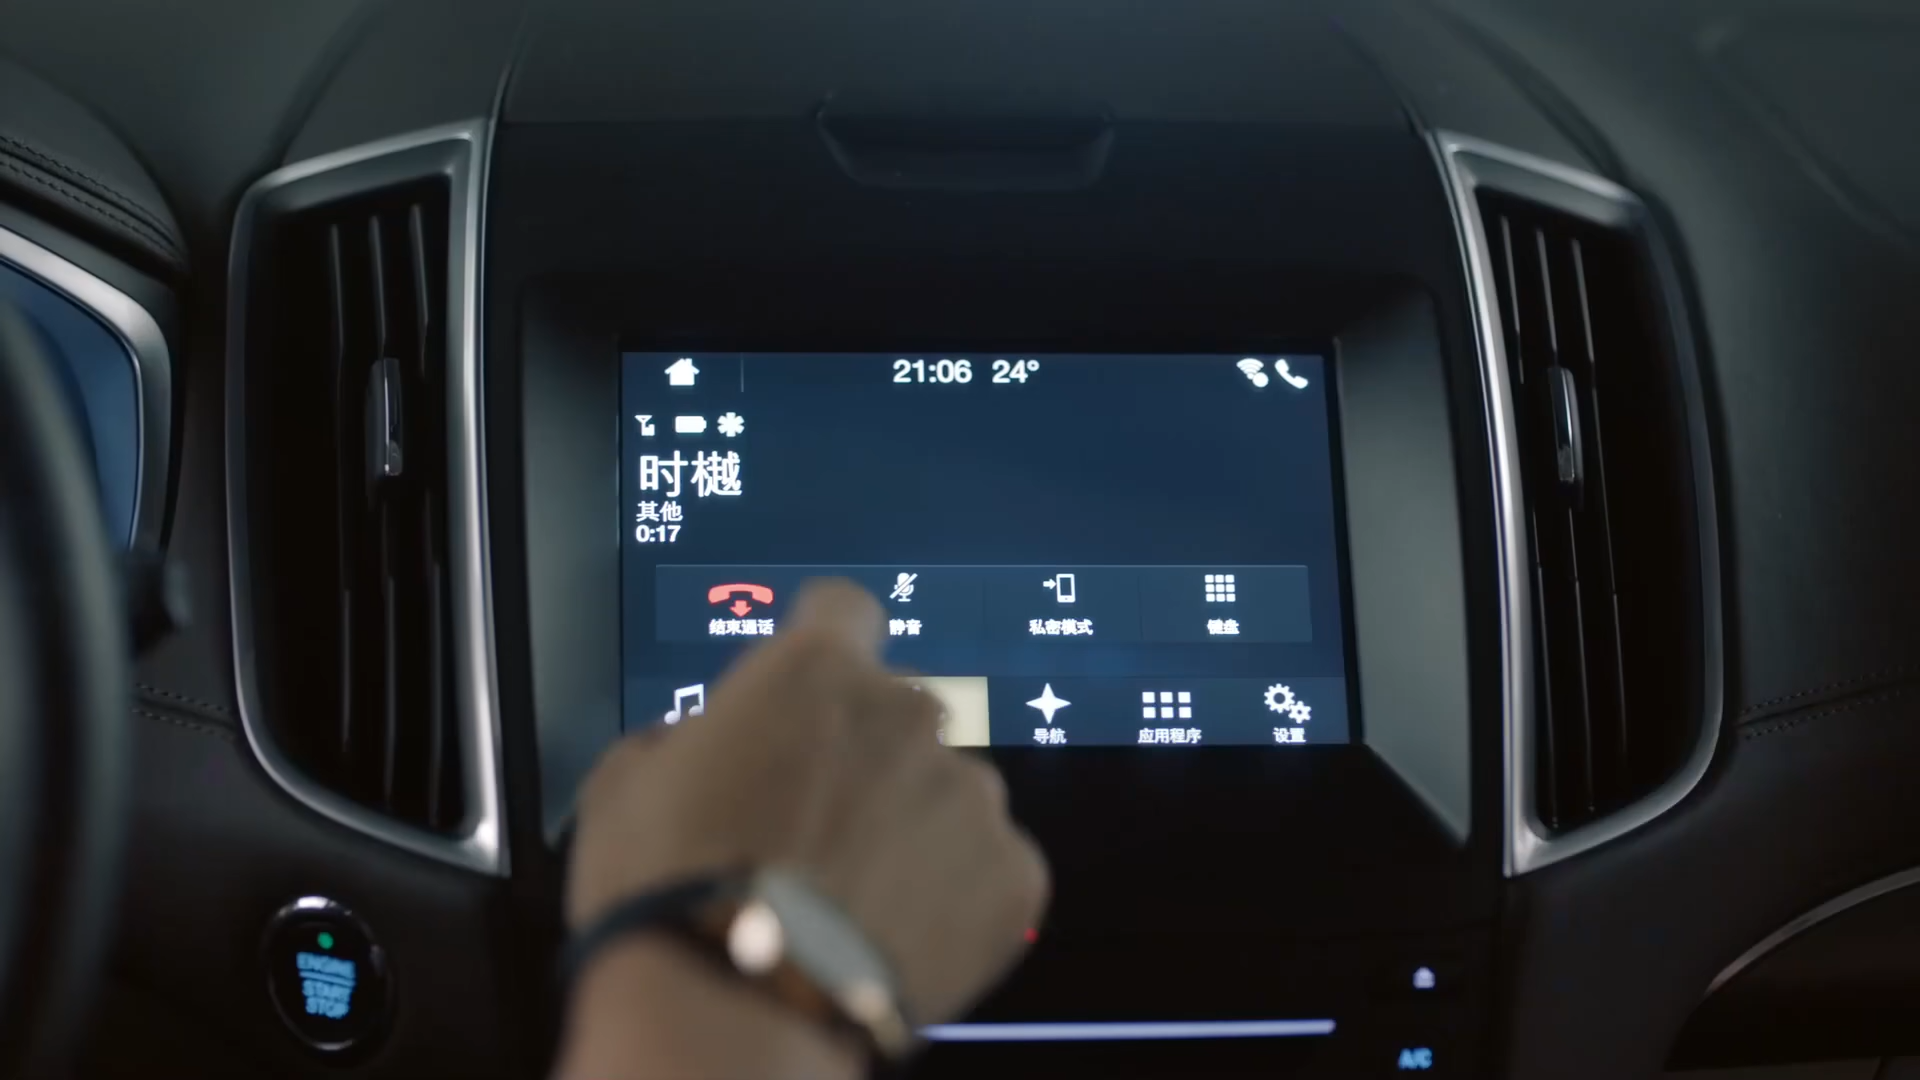 21:06 24°
时樾
其他
0:17
结束通话 静音 私密模式 键盘
导航 应用程序 设置
ENGINE
START
STOP
A/C